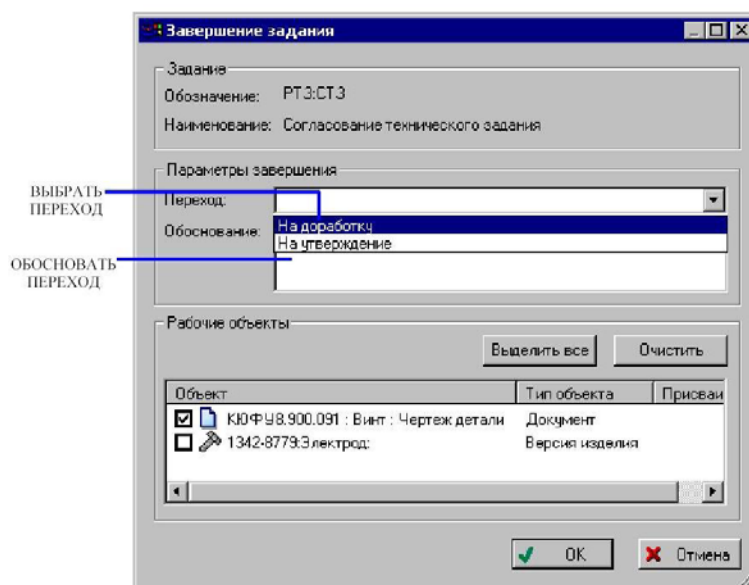 Завершение задания
Задание
Обозначение: РТЗ:СТЗ
Наименование: Согласование технического задания
Параметры завершения
ВЫБРАТЬ
ПЕРЕХОД
Переход:
На доработку
Обоснование:
На утверждение
ОБОСНОВАТЬ
ПЕРЕХОД
Рабочие объекты
Выделить все
Очистить
Объект Тип объекта Присваи
КЮФУ8.900.091 : Винт : Чертеж детали Документ
1342-8779:Электрод: Версия изделия
OK
Отмена